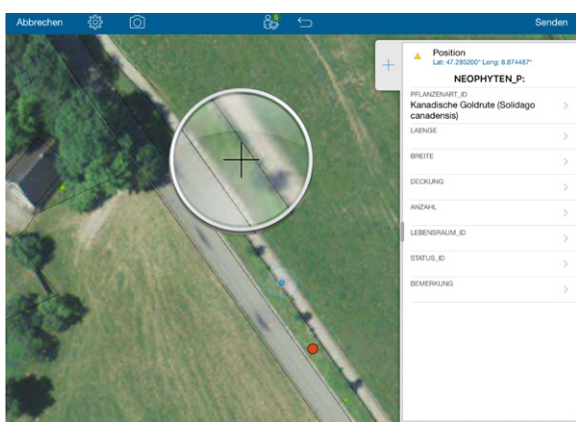 Abbrechen
5
Senden
Position
Lat: 47.285200° Long: 8.874487°
NEOPHYTEN_P:
PFLANZENART_ID
Kanadische Goldrute (Solidago
canadensis)
LAENGE
BREITE
DECKUNG
ANZAHL
LEBENSRAUM_ID
STATUS_ID
BEMERKUNG